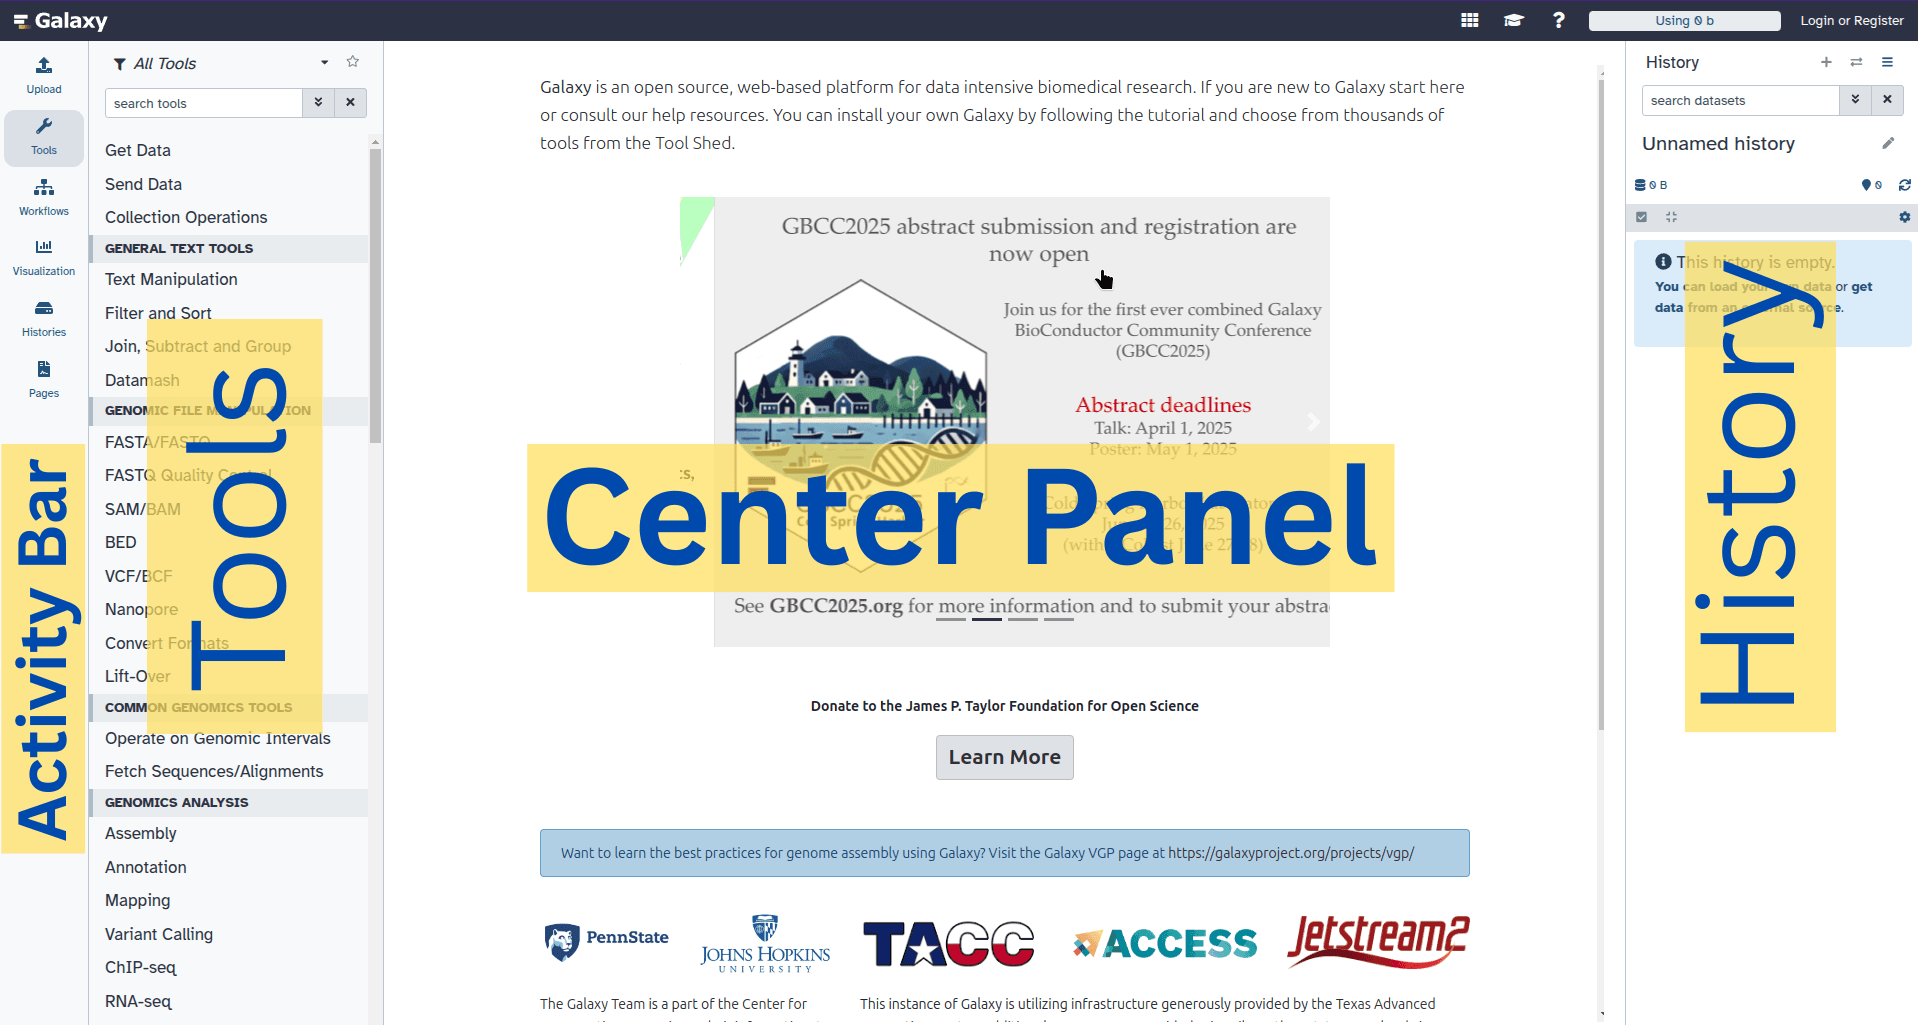 Galaxy
Using 0 b
Login or Register
Upload
Tools
Workflows
Visualization
Histories
Pages
Activity Bar
All Tools
search tools
Get Data
Send Data
Collection Operations
GENERAL TEXT TOOLS
Text Manipulation
Filter and Sort
Join, Subtract and Group
Datamash
GENOMIC FILE MANIPULATION
FASTA/FASTQ
FASTQ Quality Control
SAM/BAM
BED
VCF/BCF
Nanopore
Convert Formats
Lift-Over
COMMON GENOMICS TOOLS
Operate on Genomic Intervals
Fetch Sequences/Alignments
GENOMICS ANALYSIS
Assembly
Annotation
Mapping
Variant Calling
ChIP-seq
RNA-seq
Tools
Galaxy is an open source, web-based platform for data intensive biomedical research. If you are new to Galaxy start here
or consult our help resources. You can install your own Galaxy by following the tutorial and choose from thousands of
tools from the Tool Shed.
GBCC2025 abstract submission and registration are
now open
Join us for the first ever combined Galaxy
BioConductor Community Conference
(GBCC2025)
Abstract deadlines
Talk: April 1, 2025
Poster: May 1, 2025
Center Panel
See GBCC2025.org for more information and to submit your abstra
Donate to the James P. Taylor Foundation for Open Science
Learn More
Want to learn the best practices for genome assembly using Galaxy? Visit the Galaxy VGP page at https://galaxyproject.org/projects/vgp/
PennState
JOHNS HOPKINS
UNIVERSITY
TACC
ACCESS
Jetstream2
The Galaxy Team is a part of the Center for
This instance of Galaxy is utilizing infrastructure generously provided by the Texas Advanced
History
search datasets
Unnamed history
0 B
0
This history is empty.
You can load your own data or get
data from an external source.
History